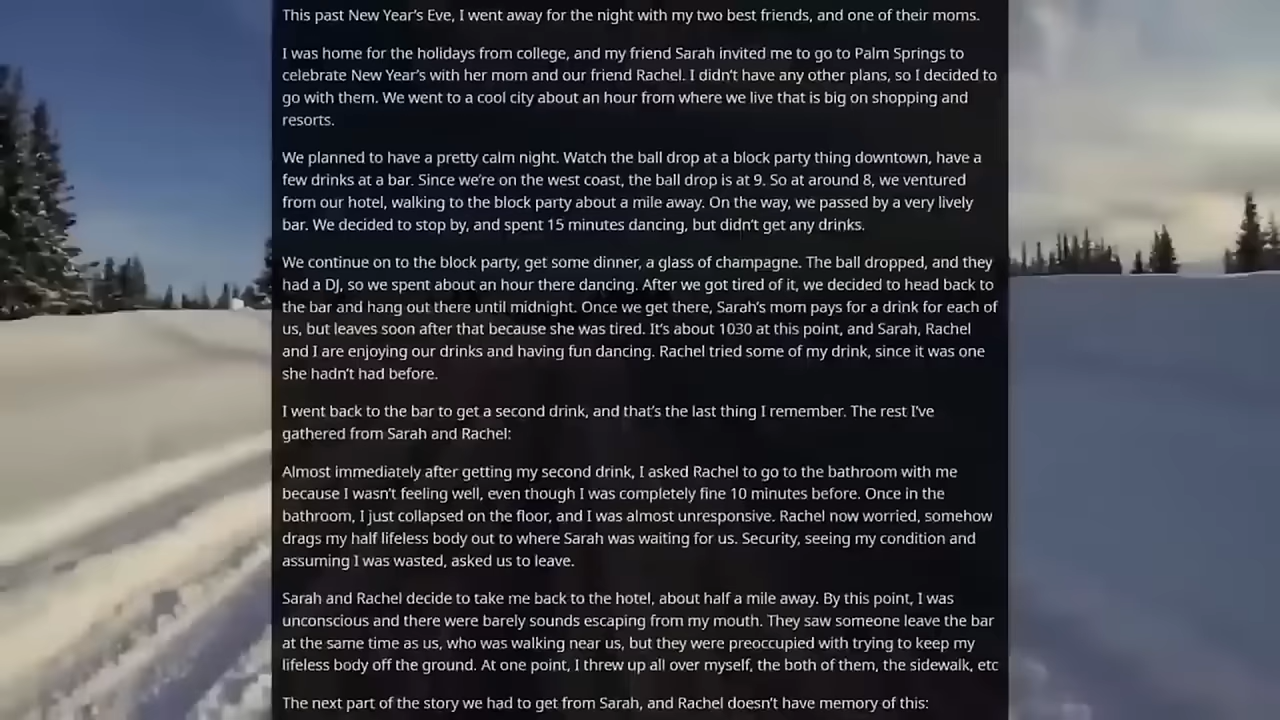 This past New Year’s Eve, I went away for the night with my two best friends, and one of their moms.
I was home for the holidays from college, and my friend Sarah invited me to go to Palm Springs to
celebrate New Year’s with her mom and our friend Rachel. I didn’t have any other plans, so I decided to
go with them. We went to a cool city about an hour from where we live that is big on shopping and
resorts.
We planned to have a pretty calm night. Watch the ball drop at a block party thing downtown, have a
few drinks at a bar. Since we’re on the west coast, the ball drop is at 9. So at around 8, we ventured
from our hotel, walking to the block party about a mile away. On the way, we passed by a very lively
bar. We decided to stop by, and spent 15 minutes dancing, but didn’t get any drinks.
We continue on to the block party, get some dinner, a glass of champagne. The ball dropped, and they
had a DJ, so we spent about an hour there dancing. After we got tired of it, we decided to head back to
the bar and hang out there until midnight. Once we get there, Sarah’s mom pays for a drink for each of
us, but leaves soon after that because she was tired. It’s about 1030 at this point, and Sarah, Rachel
and I are enjoying our drinks and having fun dancing. Rachel tried some of my drink, since it was one
she hadn’t had before.
I went back to the bar to get a second drink, and that’s the last thing I remember. The rest I’ve
gathered from Sarah and Rachel:
Almost immediately after getting my second drink, I asked Rachel to go to the bathroom with me
because I wasn’t feeling well, even though I was completely fine 10 minutes before. Once in the
bathroom, I just collapsed on the floor, and I was almost unresponsive. Rachel now worried, somehow
drags my half lifeless body out to where Sarah was waiting for us. Security, seeing my condition and
assuming I was wasted, asked us to leave.
Sarah and Rachel decide to take me back to the hotel, about half a mile away. By this point, I was
unconscious and there were barely sounds escaping from my mouth. They saw someone leave the bar
at the same time as us, who was walking near us, but they were preoccupied with trying to keep my
lifeless body off the ground. At one point, I threw up all over myself, the both of them, the sidewalk, etc
The next part of the story we had to get from Sarah, and Rachel doesn’t have memory of this: